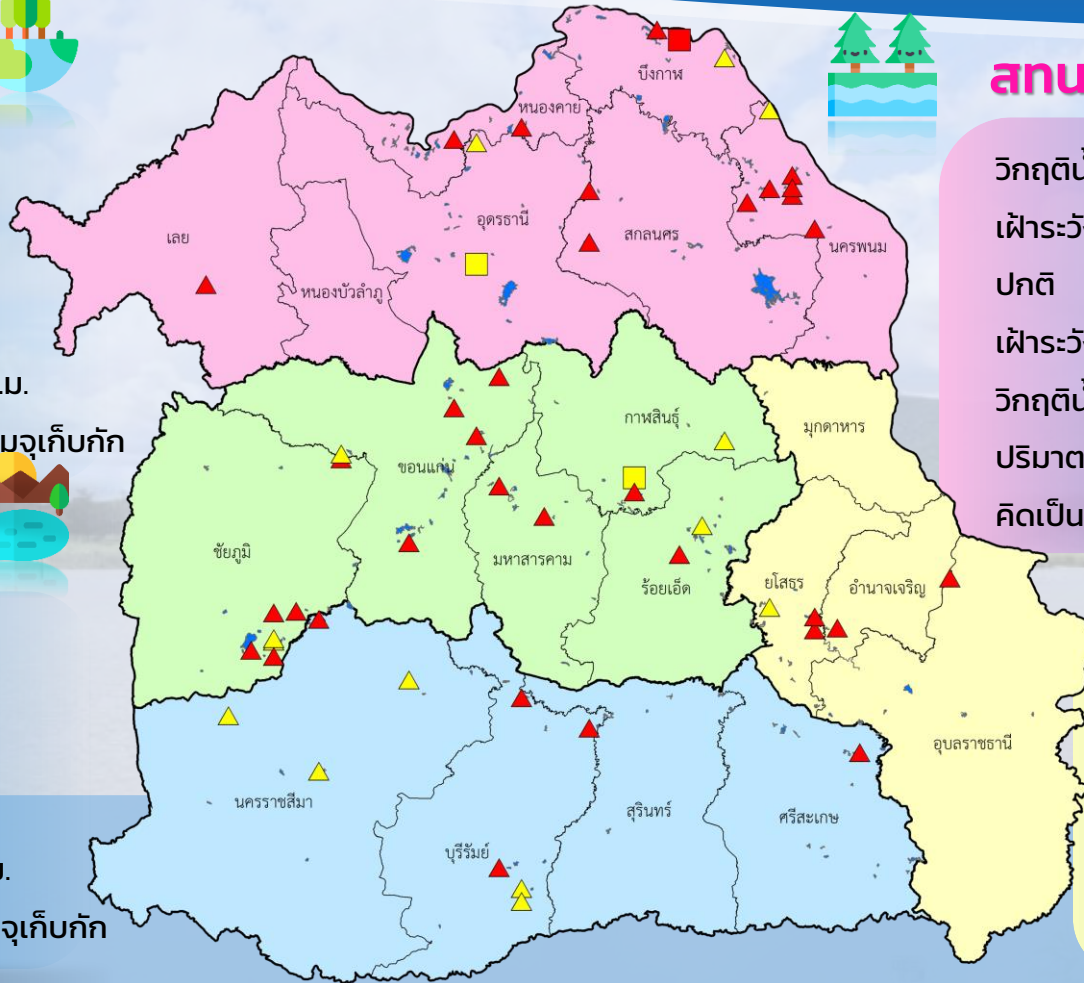 สทน
วิกฤติน้
เฝ้าระวั
ปกติ
เฝ้าระวั
วิกฤติน้
ปริมาต
คิดเป็น
บึงกาฬ
หนองคาย
อุดรธานี
เลย
สกลนคร
นครพนม
หนองบัวลำภู
.ม.
มจุเก็บกัก
กาฬสินธุ์
มุกดาหาร
ขอนแก่น
ชัยภูมิ
มหาสารคาม
ร้อยเอ็ด
ยโสธร
อำนาจเจริญ
อุบลราชธานี
นครราชสีมา
สุรินทร์
ศรีสะเกษ
บุรีรัมย์
ม.
จุเก็บกัก